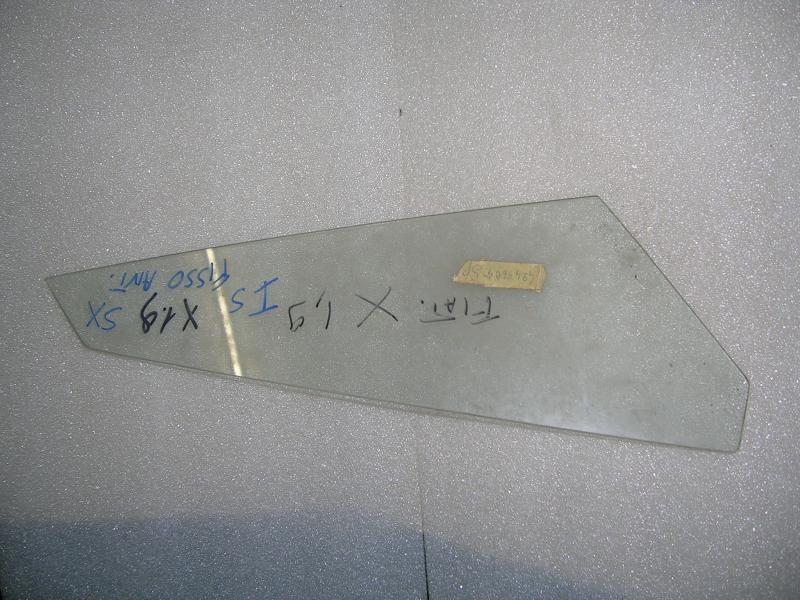 FIAT. X 1,9 IS X1.9 SX
FISSO ANT.